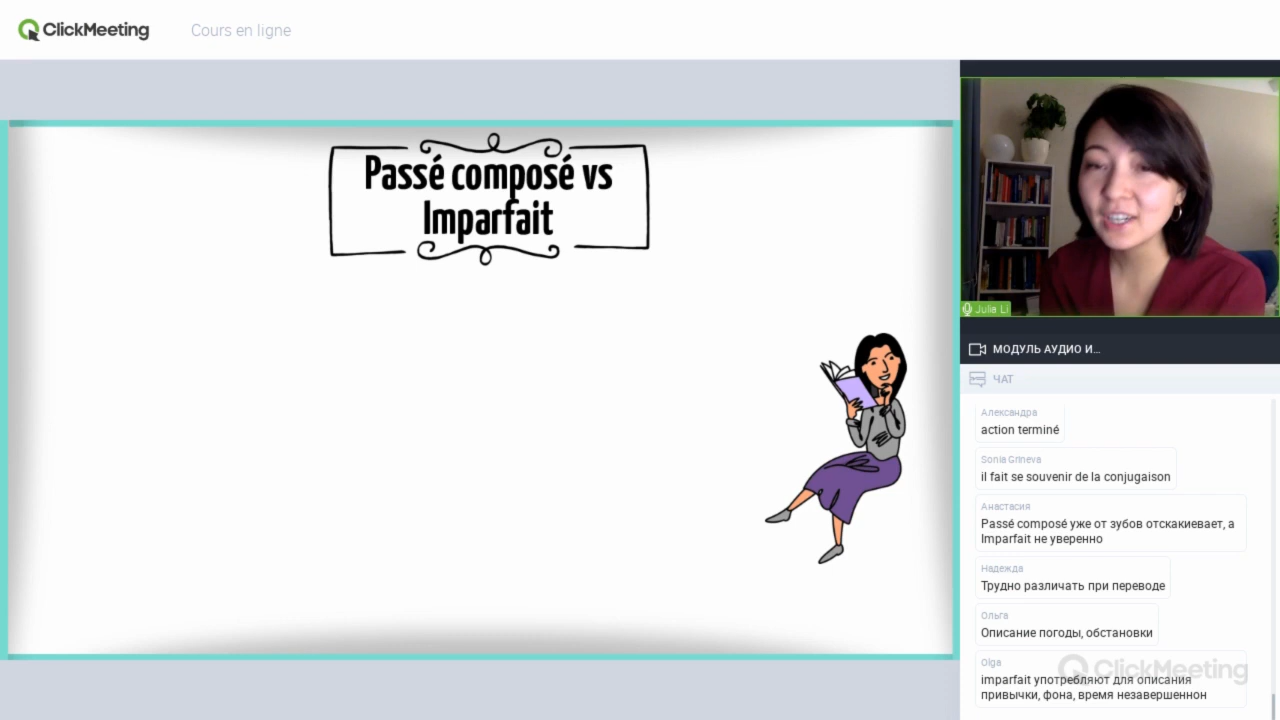 ClickMeeting
Cours en ligne
Passé composé vs
Imparfait
Julia Li
МОДУЛЬ АУДИО И...
ЧАТ
Александра
action terminé
Sonia Grineva
il fait se souvenir de la conjugaison
Анастасия
Passé composé уже от зубов отскакиевает, а
Imparfait не уверенно
Надежда
Трудно различать при переводе
Ольга
Описание погоды, обстановки
Olga
imparfait употребляют для описания
привычки, фона, время незавершеннон
ClickMeeting